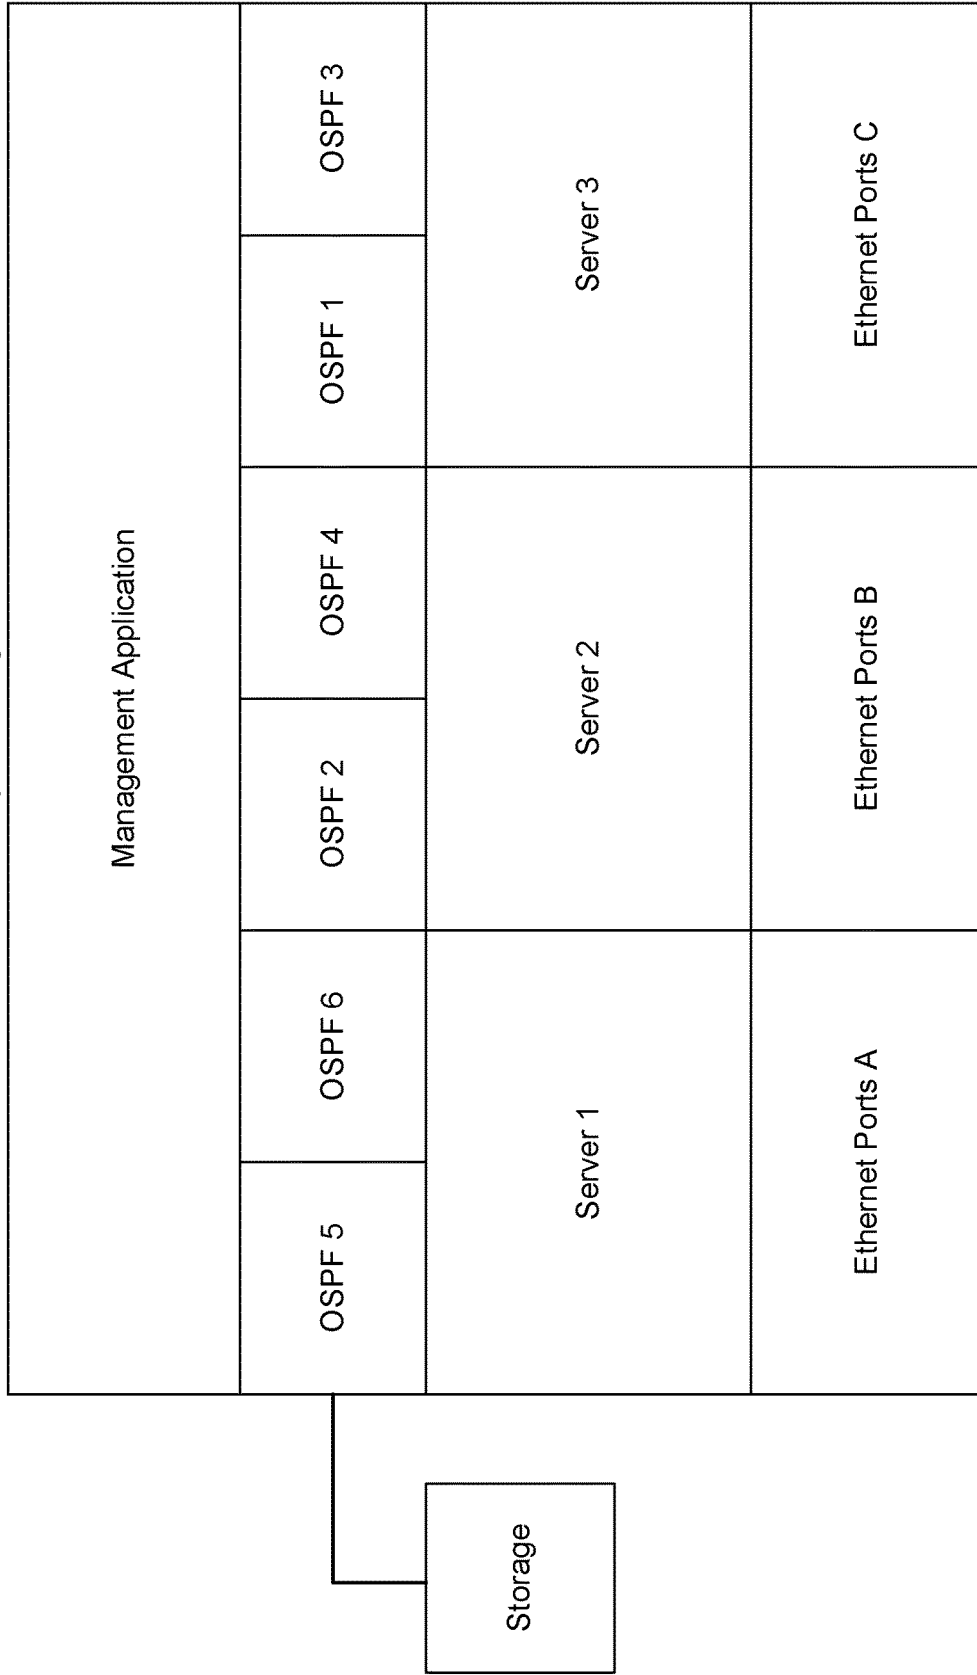 Management Application
OSPF 5
OSPF 6
OSPF 2
OSPF 4
OSPF 1
OSPF 3
Storage
Server 1
Server 2
Server 3
Ethernet Ports A
Ethernet Ports B
Ethernet Ports C